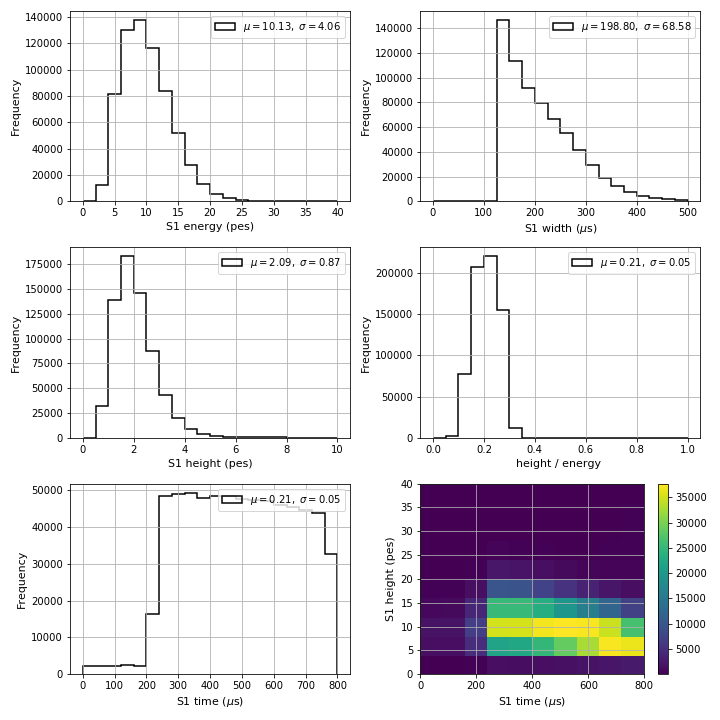 140000
120000
100000
80000
60000
40000
20000
0
Frequency
μ = 10.13, σ = 4.06
0 5 10 15 20 25 30 35 40
S1 energy (pes)
140000
120000
100000
80000
60000
40000
20000
0
Frequency
μ = 198.80, σ = 68.58
0 100 200 300 400 500
S1 width (μs)
175000
150000
125000
100000
75000
50000
25000
0
Frequency
μ = 2.09, σ = 0.87
0 2 4 6 8 10
S1 height (pes)
200000
150000
100000
50000
0
Frequency
μ = 0.21, σ = 0.05
0.0 0.2 0.4 0.6 0.8 1.0
height / energy
50000
40000
30000
20000
10000
0
Frequency
μ = 0.21, σ = 0.05
0 100 200 300 400 500 600 700 800
S1 time (μs)
40
35
30
25
20
15
10
5
0
S1 height (pes)
0 200 400 600 800
S1 time (μs)
35000
30000
25000
20000
15000
10000
5000